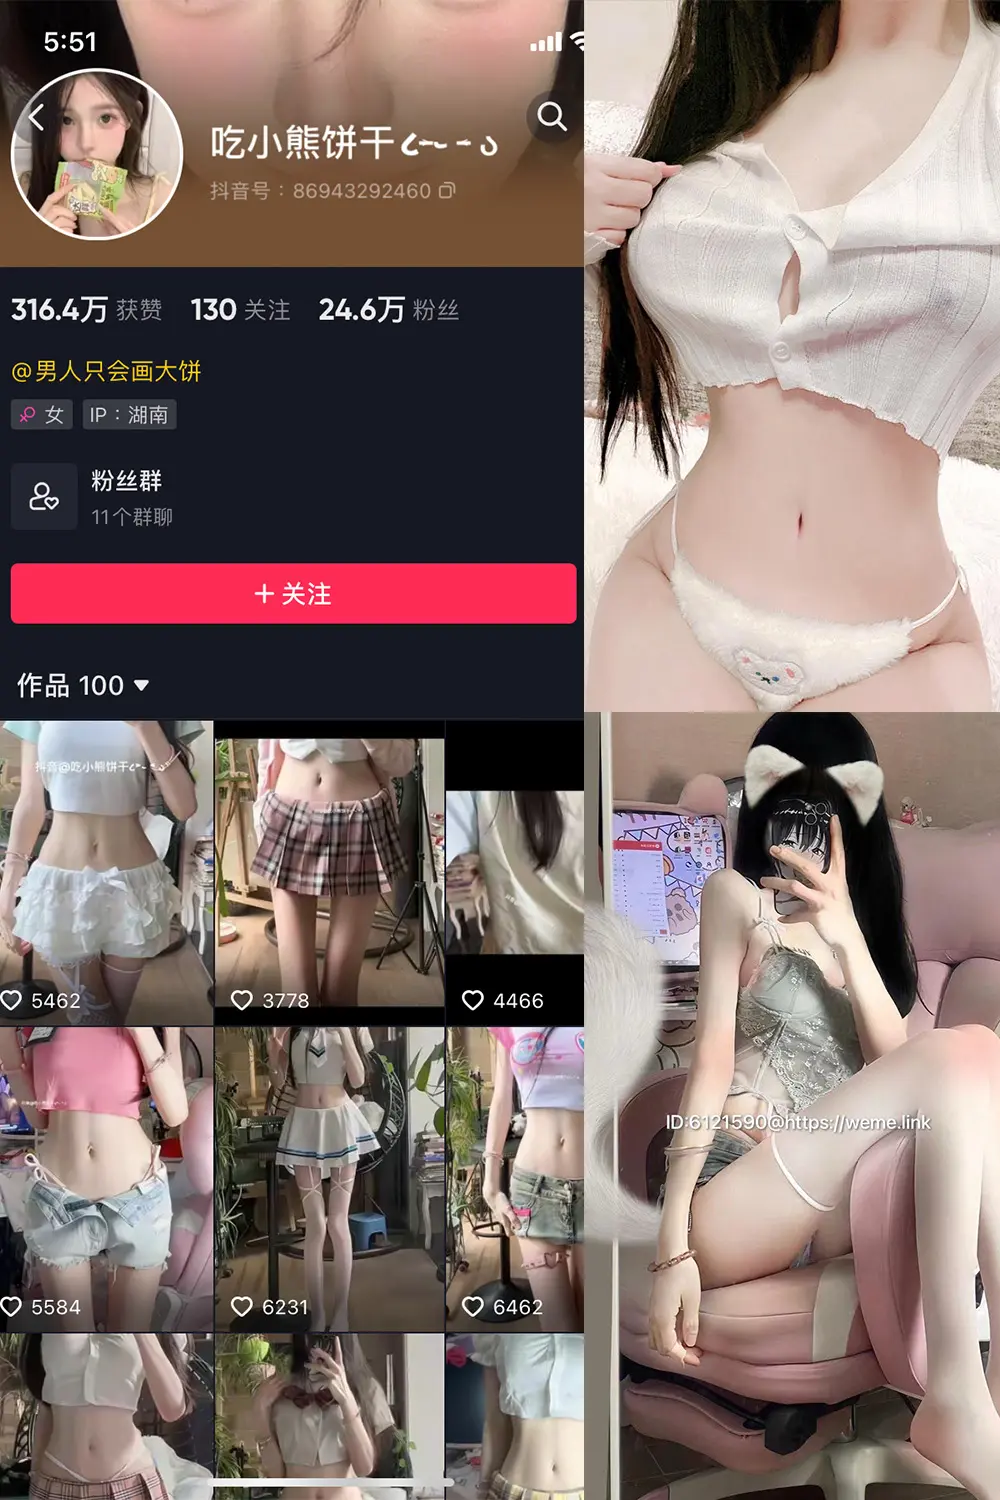 5:51
吃小熊饼干
抖音号：86943292460
316.4万 获赞 130 关注 24.6万 粉丝
@男人只会画大饼
女 IP：湖南
粉丝群
11个群聊
+ 关注
作品 100
抖音@吃小熊饼干
5462
3778
4466
5584
6231
6462
ID:6121590@https://weme.link